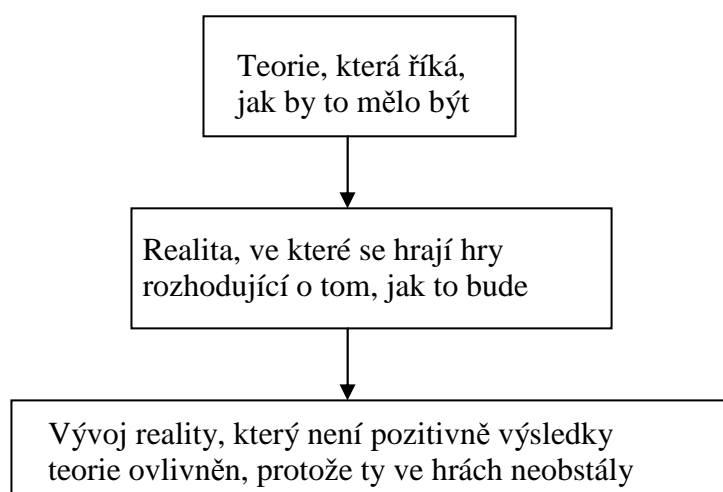 Teorie, která říká,
jak by to mělo být
Realita, ve které se hrají hry
rozhodující o tom, jak to bude
Vývoj reality, který není pozitivně výsledky
teorie ovlivněn, protože ty ve hrách neobstály